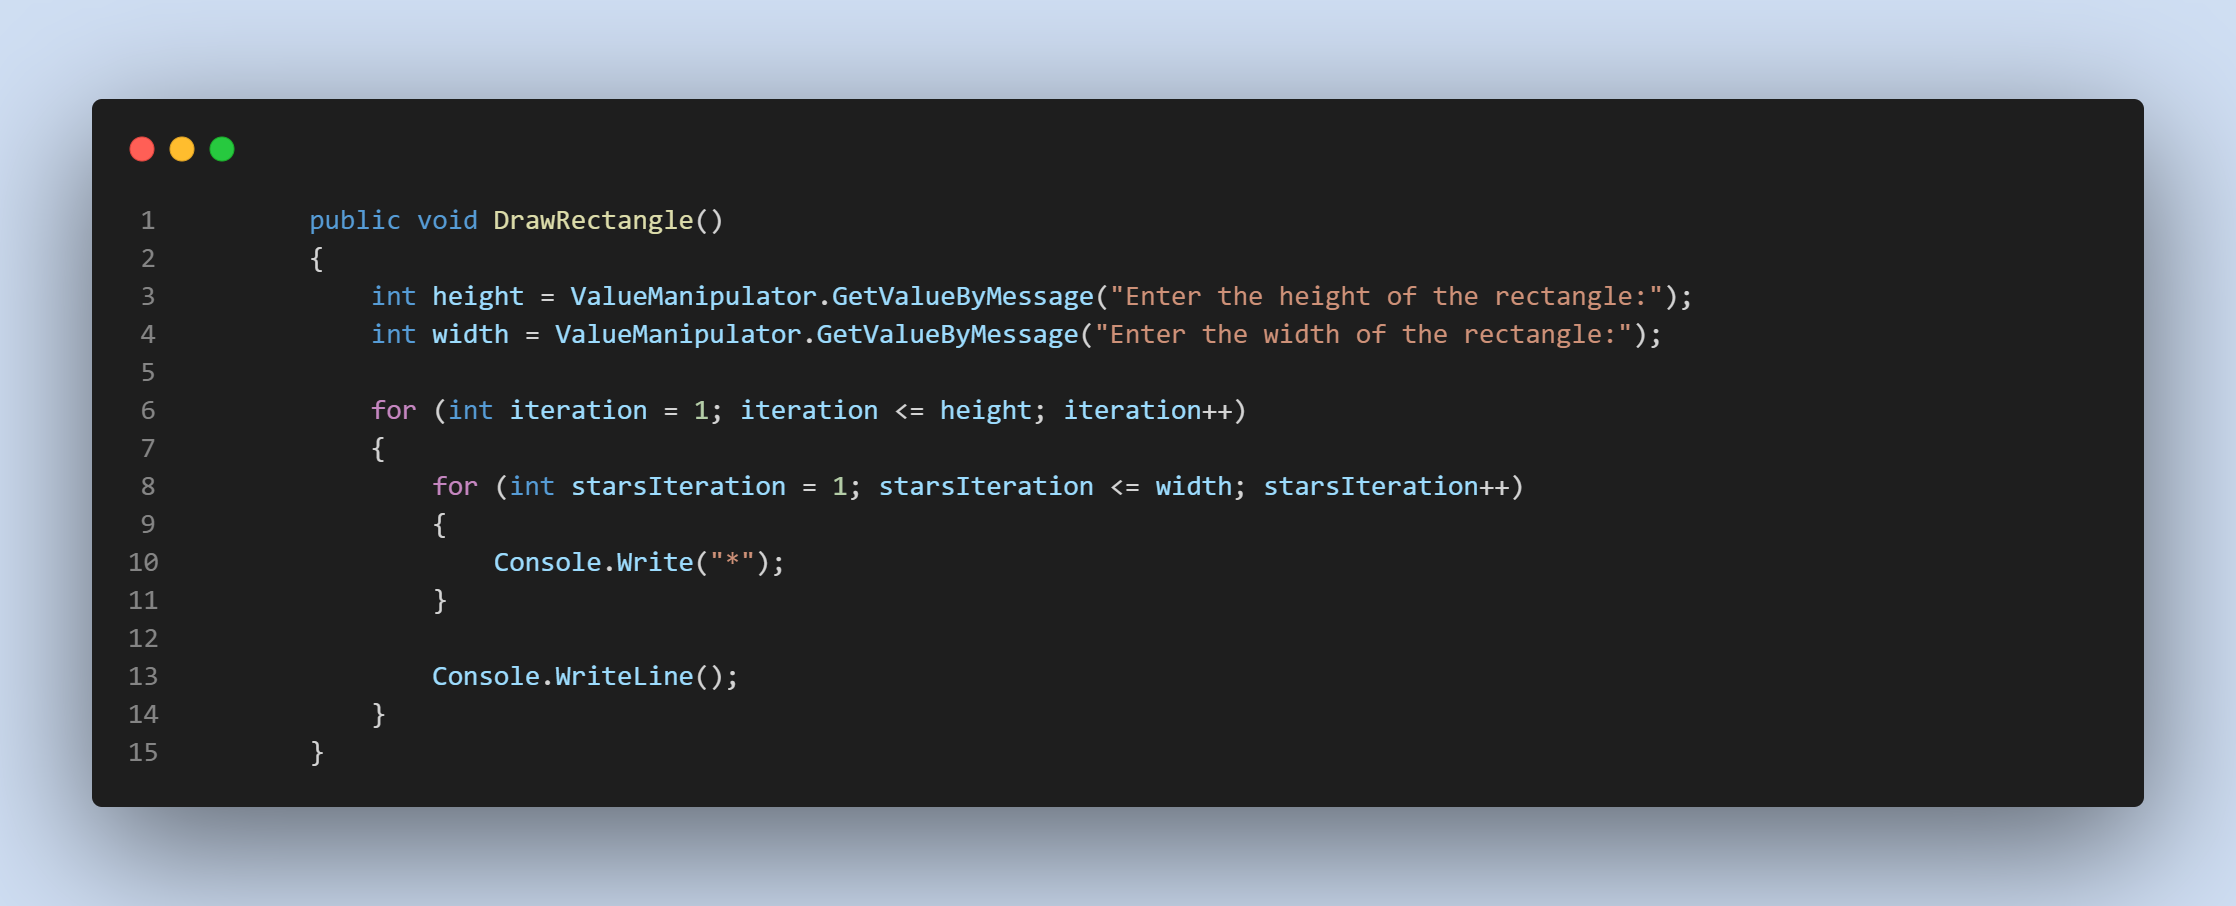 1 public void DrawRectangle()
2 {
3 int height = ValueManipulator.GetValueByMessage("Enter the height of the rectangle:");
4 int width = ValueManipulator.GetValueByMessage("Enter the width of the rectangle:");
5
6 for (int iteration = 1; iteration <= height; iteration++)
7 {
8 for (int starsIteration = 1; starsIteration <= width; starsIteration++)
9 {
10 Console.Write("*");
11 }
12
13 Console.WriteLine();
14 }
15 }